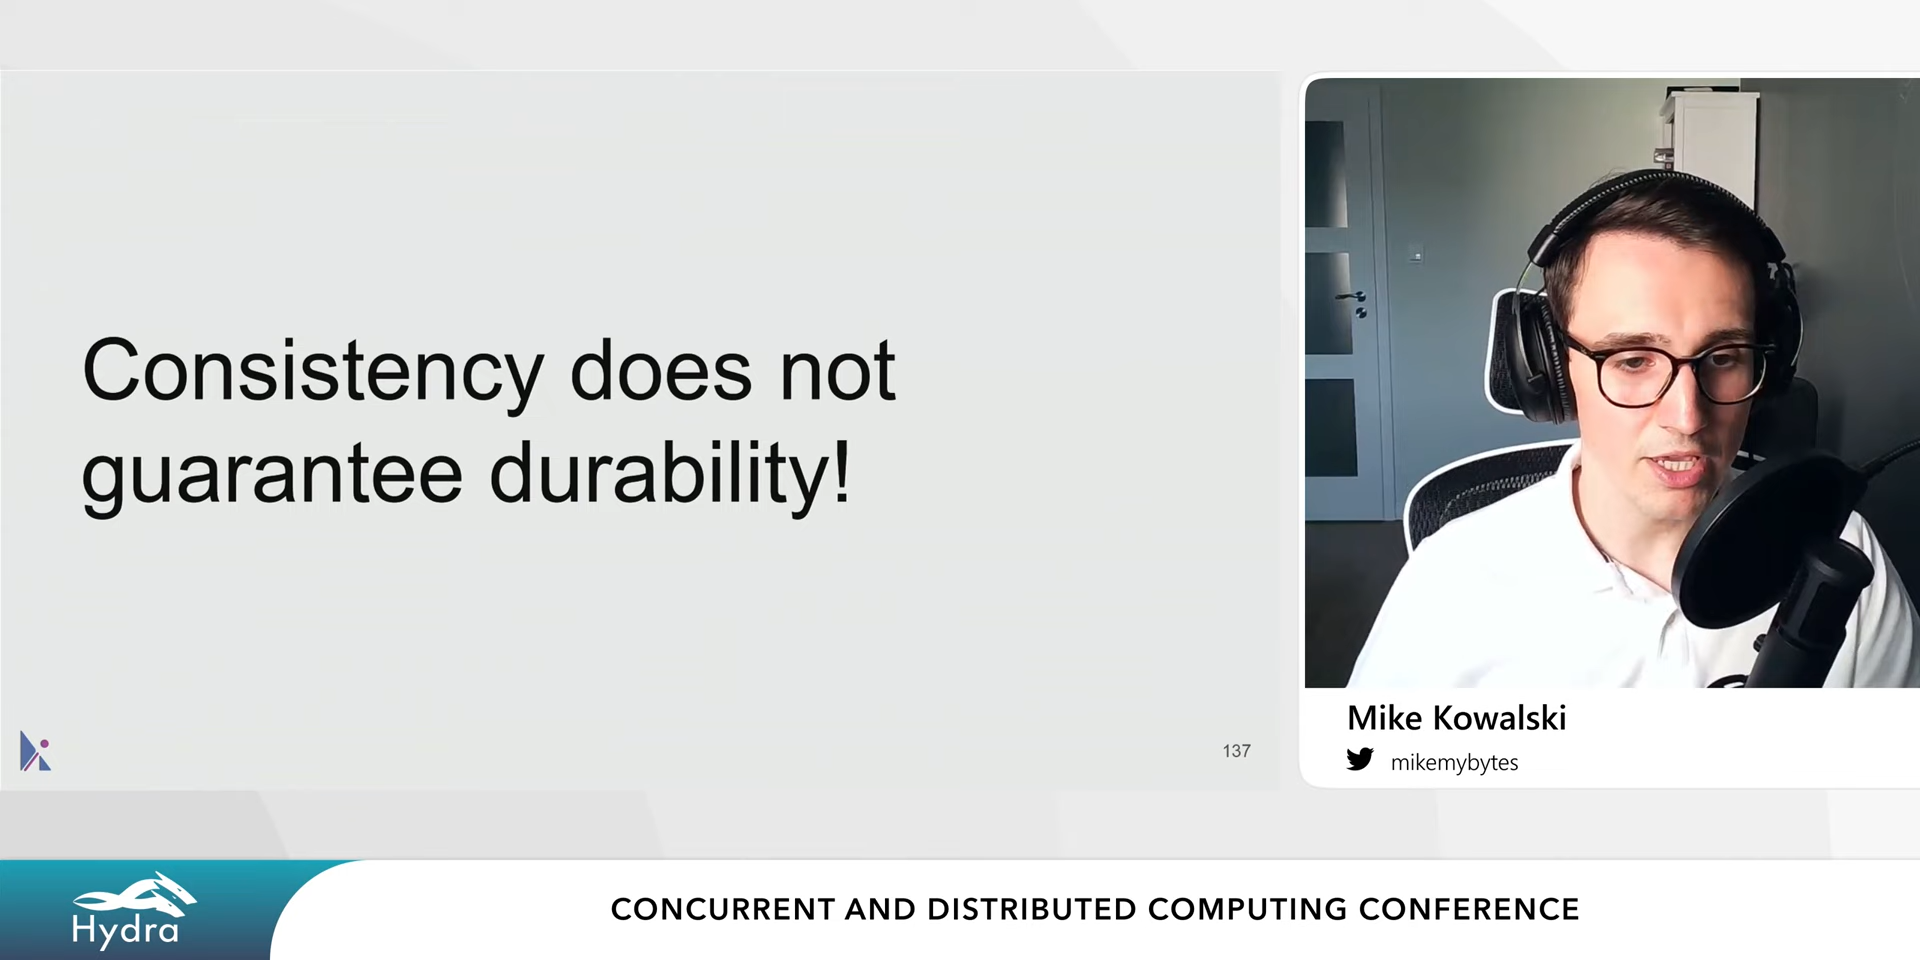 Consistency does not
guarantee durability!
137
Mike Kowalski
mikemybytes
Hydra
CONCURRENT AND DISTRIBUTED COMPUTING CONFERENCE